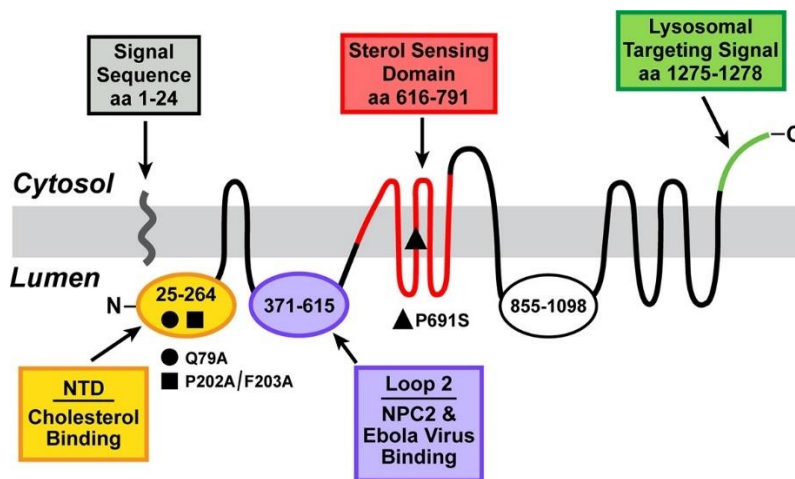 Signal
Sequence
aa 1-24
Sterol Sensing
Domain
aa 616-791
Lysosomal
Targeting Signal
aa 1275-1278
C
Cytosol
Lumen
N
25-264
371-615
P691S
855-1098
Q79A
P202A/F203A
NTD
Cholesterol
Binding
Loop 2
NPC2 &
Ebola Virus
Binding